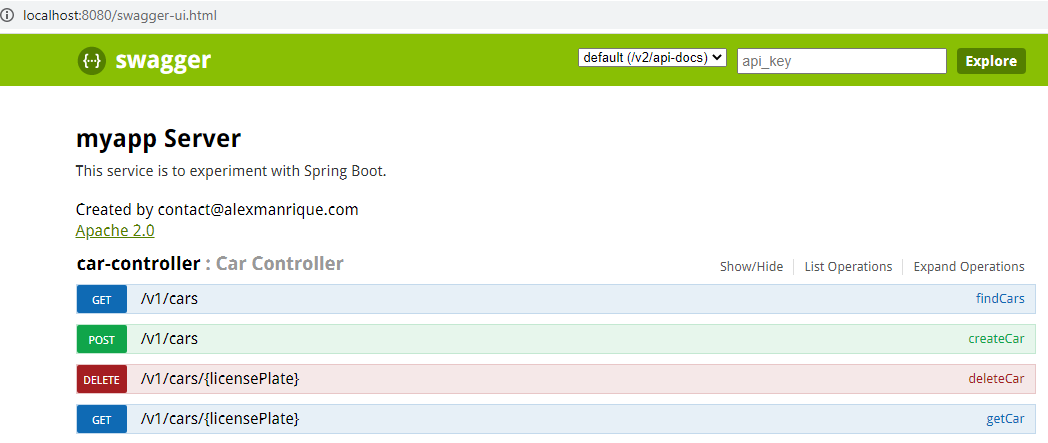 localhost:8080/swagger-ui.html
{··} swagger default (/v2/api-docs) api_key Explore
myapp Server
This service is to experiment with Spring Boot.
Created by contact@alexmanrique.com
Apache 2.0
car-controller : Car Controller Show/Hide List Operations Expand Operations
GET /v1/cars findCars
POST /v1/cars createCar
DELETE /v1/cars/{licensePlate} deleteCar
GET /v1/cars/{licensePlate} getCar